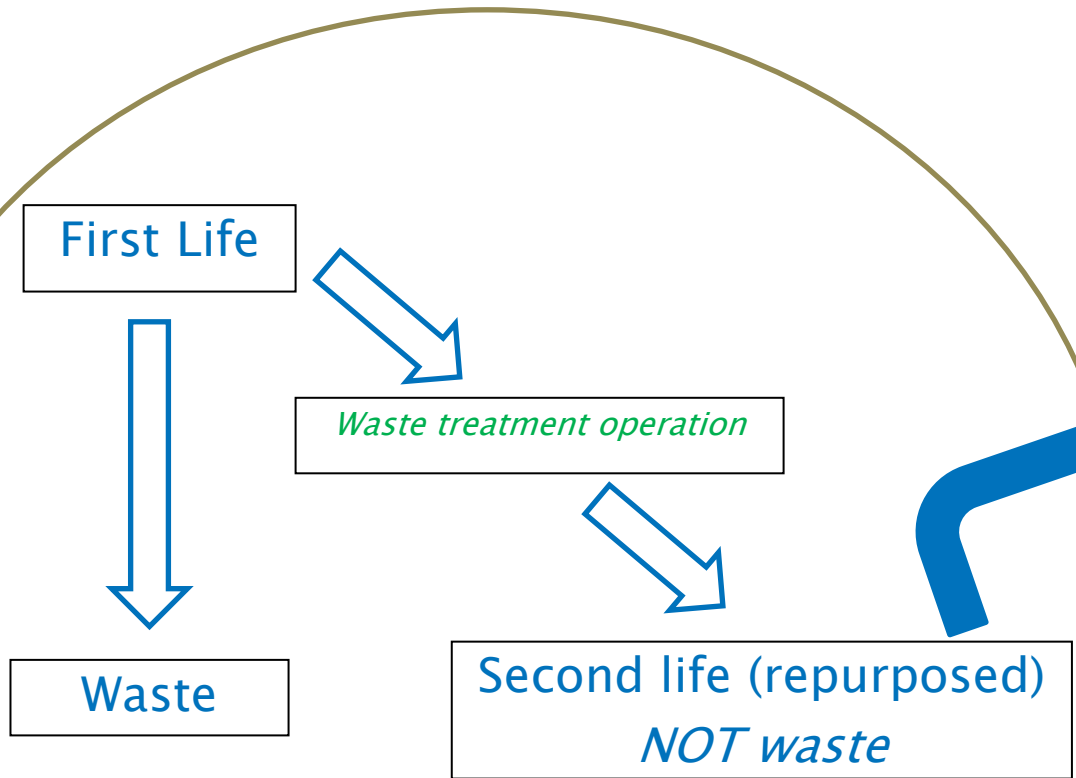 First Life
Waste treatment operation
Waste
Second life (repurposed)
NOT waste